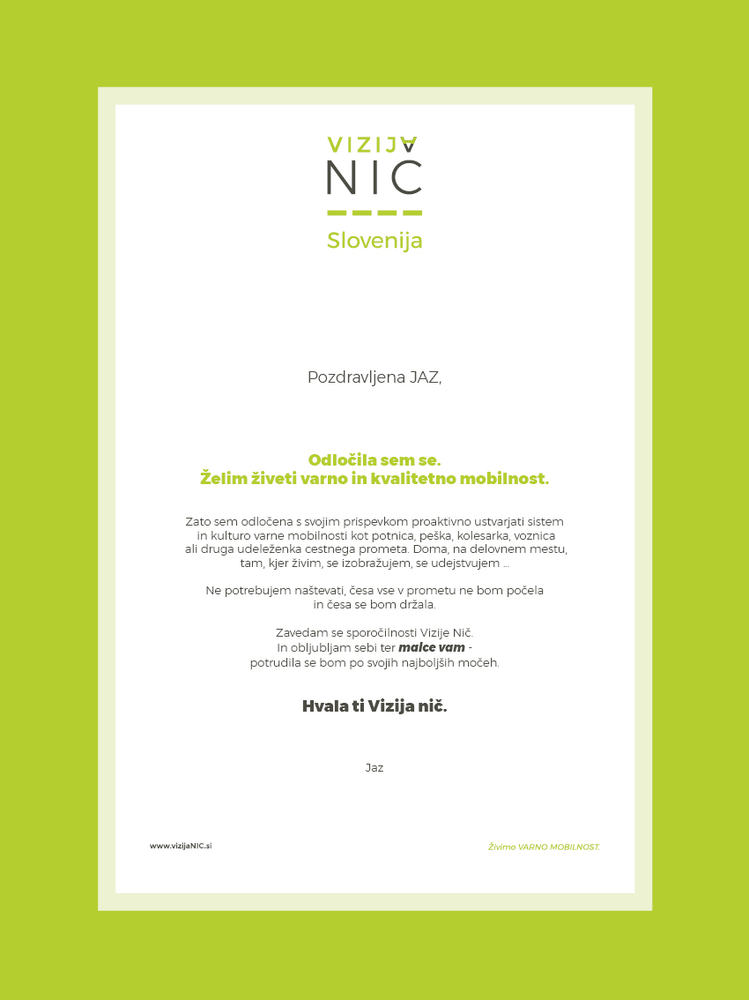 VIZIJA
NIČ
Slovenija
Pozdravljena JAZ,
Odločila sem se.
Želim živeti varno in kvalitetno mobilnost.
Zato sem odločena s svojim prispevkom proaktivno ustvarjati sistem
in kulturo varne mobilnosti kot potnica, peška, kolesarka, voznica
ali druga udeleženka cestnega prometa. Doma, na delovnem mestu,
tam, kjer živim, se izobražujem, se udejstvujem ...
Ne potrebujem naštevati, česa vse v prometu ne bom počela
in česa se bom držala.
Zavedam se sporočilnosti Vizije Nič.
In obljubljam sebi ter malce vam -
potrudila se bom po svojih najboljših močeh.
Hvala ti Vizija nič.
Jaz
www.vizijaNIC.si
Živimo VARNO MOBILNOST.